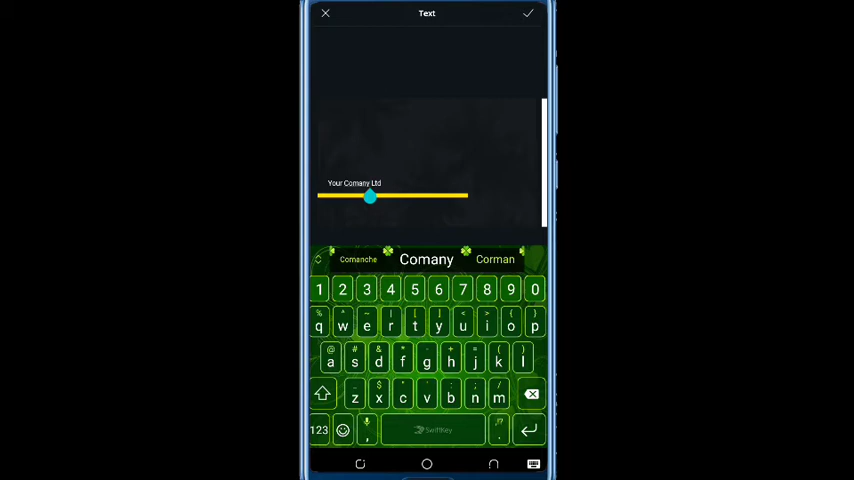 Text
Your Comany Ltd
Comanche Comany Corman
1 2 3 4 5 6 7 8 9 0
% ^ ~ | [ ] < > { }
q w e r t y u i o p
@ # & * - + = ( )
a s d f g h j k l
_ $ " ' : ; /
z x c v b n m
123 , SwiftKey ,!? .